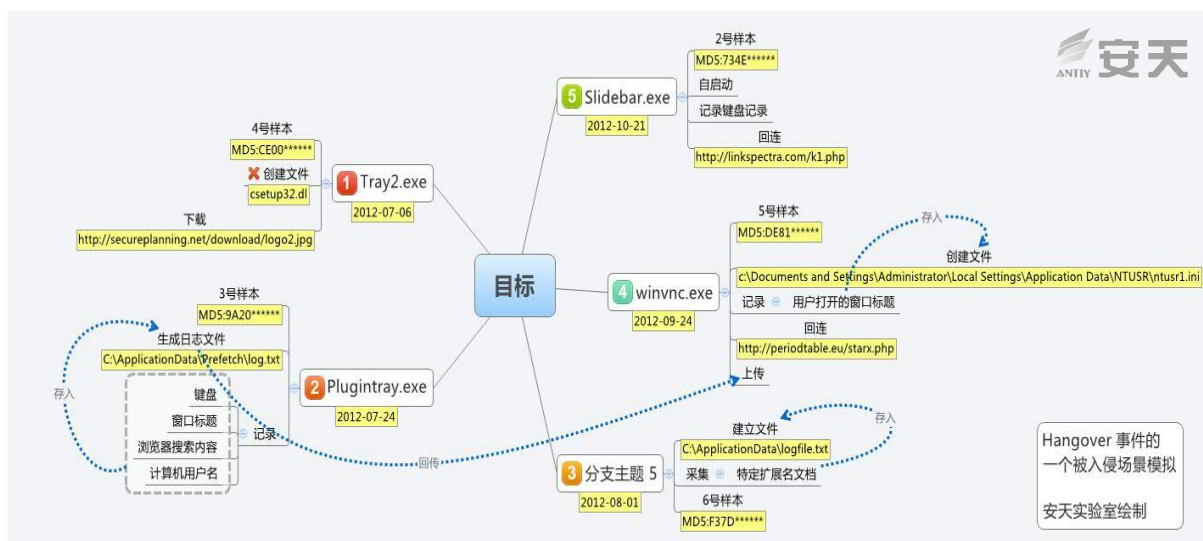 ANTIY 安天
2号样本
MD5:734E******
自启动
记录键盘记录
回连
http://linkspectra.com/k1.php
5 Slidebar.exe
2012-10-21
4号样本
MD5:CE00******
创建文件
csetup32.dl
下载
http://secureplanning.net/download/logo2.jpg
1 Tray2.exe
2012-07-06
目标
5号样本
MD5:DE81******
存入
创建文件
c:\Documents and Settings\Administrator\Local Settings\Application Data\NTUSR\ntusr1.ini
记录
用户打开的窗口标题
回连
http://periodtable.eu/starx.php
上传
4 winvnc.exe
2012-09-24
3号样本
MD5:9A20******
生成日志文件
C:\ApplicationData\Prefetch\log.txt
存入
键盘
窗口标题
浏览器搜索内容
计算机用户名
记录
2 Plugintray.exe
2012-07-24
回传
3 分支主题 5
2012-08-01
建立文件
存入
C:\ApplicationData\logfile.txt
采集
特定扩展名文档
6号样本
MD5:F37D******
Hangover 事件的
一个被入侵场景模拟
安天实验室绘制